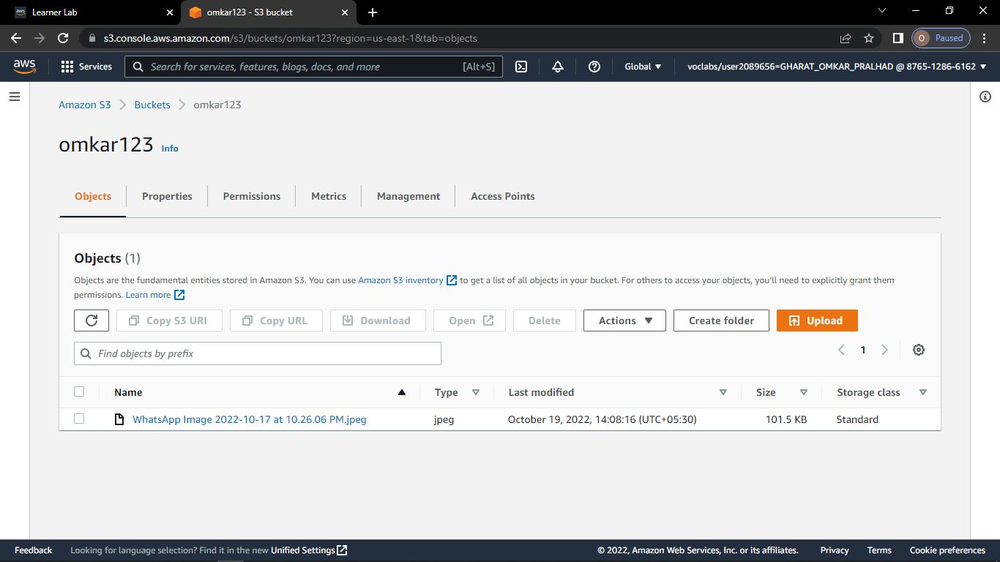 aws Learner Lab omkar123 - S3 bucket
s3.console.aws.amazon.com/s3/buckets/omkar123?region=us-east-1&tab=objects O Paused
aws Services Search for services, features, blogs, docs, and more [Alt+S] Global voclabs/user2089656=GHARAT_OMKAR_PRALHAD @ 8765-1286-6162
Amazon S3 Buckets omkar123
omkar123 Info
Objects Properties Permissions Metrics Management Access Points
Objects (1)
Objects are the fundamental entities stored in Amazon S3. You can use Amazon S3 inventory to get a list of all objects in your bucket. For others to access your objects, you'll need to explicitly grant them
permissions. Learn more
Copy S3 URI Copy URL Download Open Delete Actions Create folder Upload
Find objects by prefix 1
Name Type Last modified Size Storage class
WhatsApp Image 2022-10-17 at 10.26.06 PM.jpeg jpeg October 19, 2022, 14:08:16 (UTC+05:30) 101.5 KB Standard
Feedback Looking for language selection? Find it in the new Unified Settings © 2022, Amazon Web Services, Inc. or its affiliates. Privacy Terms Cookie preferences